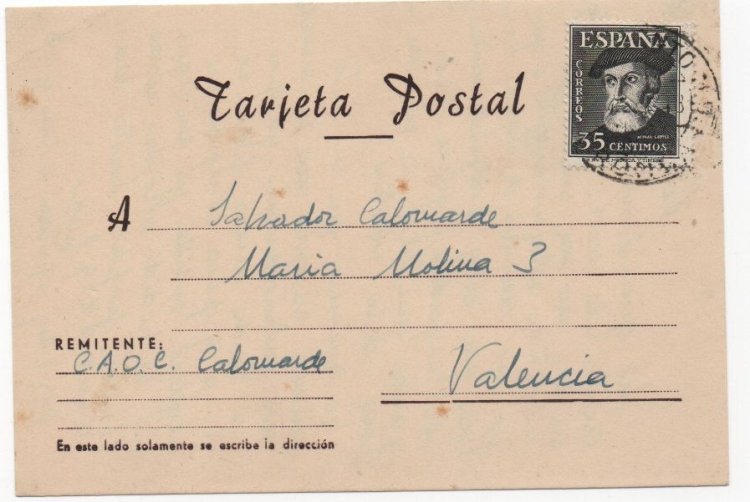 ESPAÑA
CORREOS
35 CENTIMOS
Tarjeta Postal
A Salvador Calomarde
Maria Molina 3
Valencia
REMITENTE:
C.A.O.C. Calomarde
En este lado solamente se escribe la dirección